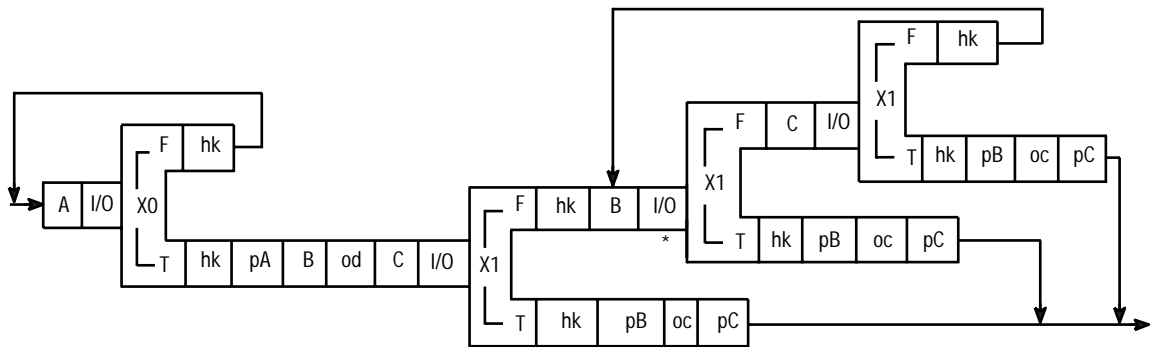 F hk
X1
T hk pB oc pC
F C I/O
X1
T hk pB oc pC
F hk
A I/O X0
T hk pA B od C I/O
F hk B I/O
*
X1
T hk pB oc pC